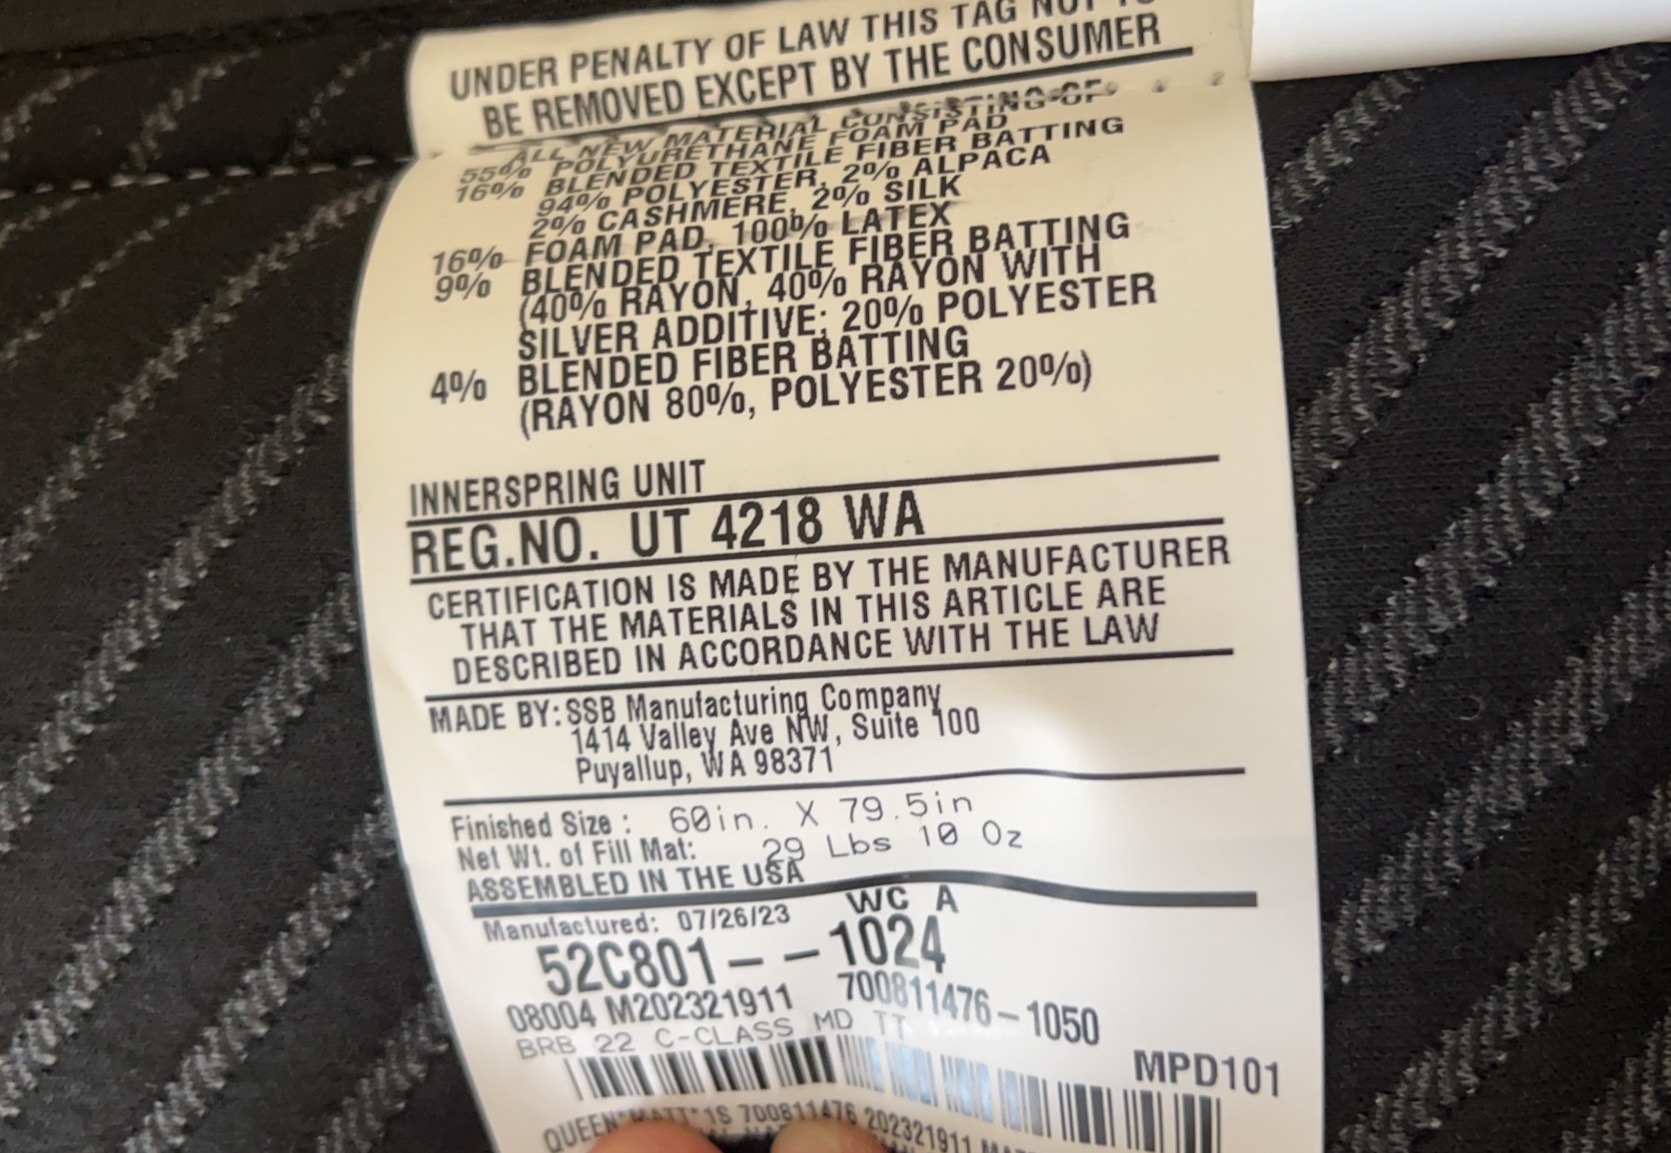 UNDER PENALTY OF LAW THIS TAG NOT TO
BE REMOVED EXCEPT BY THE CONSUMER
ALL NEW MATERIAL CONSISTING OF
55% POLYURETHANE FOAM PAD
16% BLENDED TEXTILE FIBER BATTING
94% POLYESTER, 2% ALPACA
2% CASHMERE, 2% SILK
16% FOAM PAD, 100% LATEX
9% BLENDED TEXTILE FIBER BATTING
(40% RAYON, 40% RAYON WITH
SILVER ADDITIVE; 20% POLYESTER
4% BLENDED FIBER BATTING
(RAYON 80%, POLYESTER 20%)
INNERSPRING UNIT
REG.NO. UT 4218 WA
CERTIFICATION IS MADE BY THE MANUFACTURER
THAT THE MATERIALS IN THIS ARTICLE ARE
DESCRIBED IN ACCORDANCE WITH THE LAW
MADE BY: SSB Manufacturing Company
1414 Valley Ave NW, Suite 100
Puyallup, WA 98371
Finished Size : 60in. X 79.5in
Net Wt. of Fill Mat: 29 Lbs 10 Oz
ASSEMBLED IN THE USA
Manufactured: 07/26/23 WC A
52C801-- -1024
08004 M202321911 700811476-1050
BRB 22 C-CLASS MD TT
MPD101
QUEEN*MATT*1S 700811476 202321911